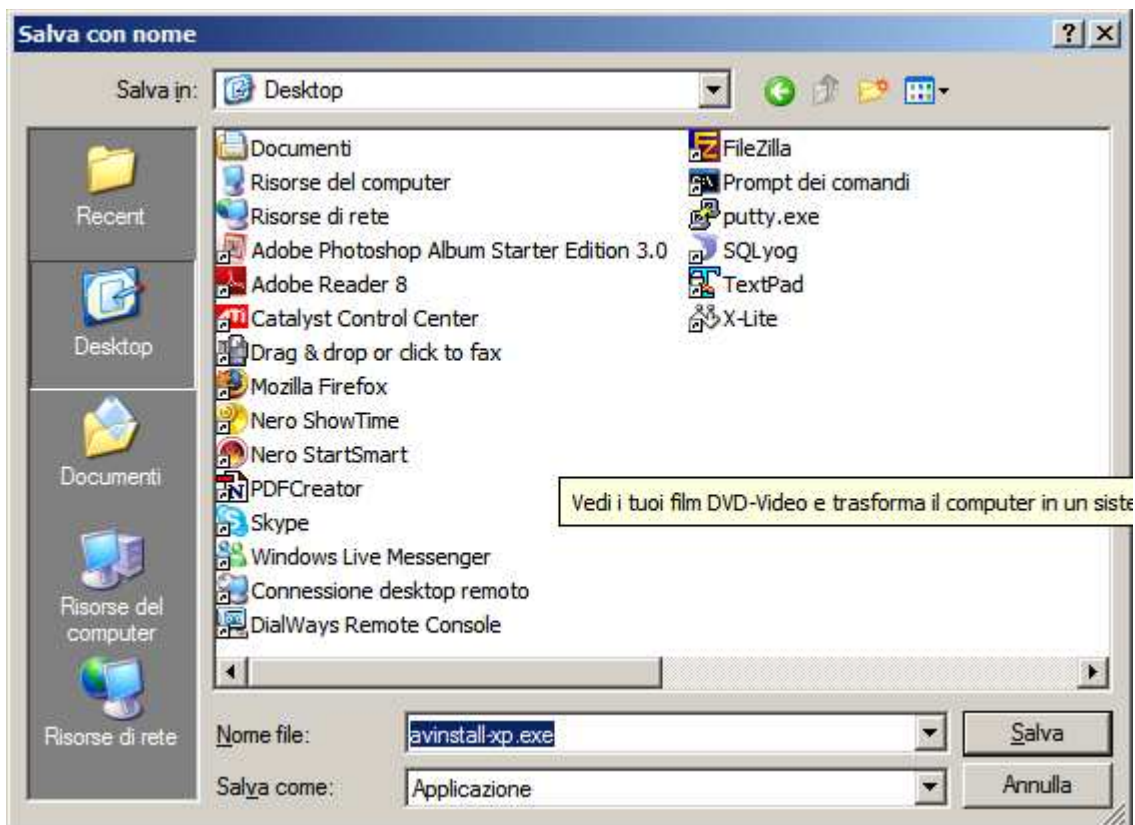 Salva con nome
Salva in:
Desktop
Recent
Desktop
Documenti
Risorse del
computer
Risorse di rete
Documenti
Risorse del computer
Risorse di rete
Adobe Photoshop Album Starter Edition 3.0
Adobe Reader 8
Catalyst Control Center
Drag & drop or click to fax
Mozilla Firefox
Nero ShowTime
Nero StartSmart
PDFCreator
Skype
Windows Live Messenger
Connessione desktop remoto
DialWays Remote Console
FileZilla
Prompt dei comandi
putty.exe
SQLyog
TextPad
X-Lite
Vedi i tuoi film DVD-Video e trasforma il computer in un siste
Nome file:
avinstall-xp.exe
Salva
Salva come:
Applicazione
Annulla